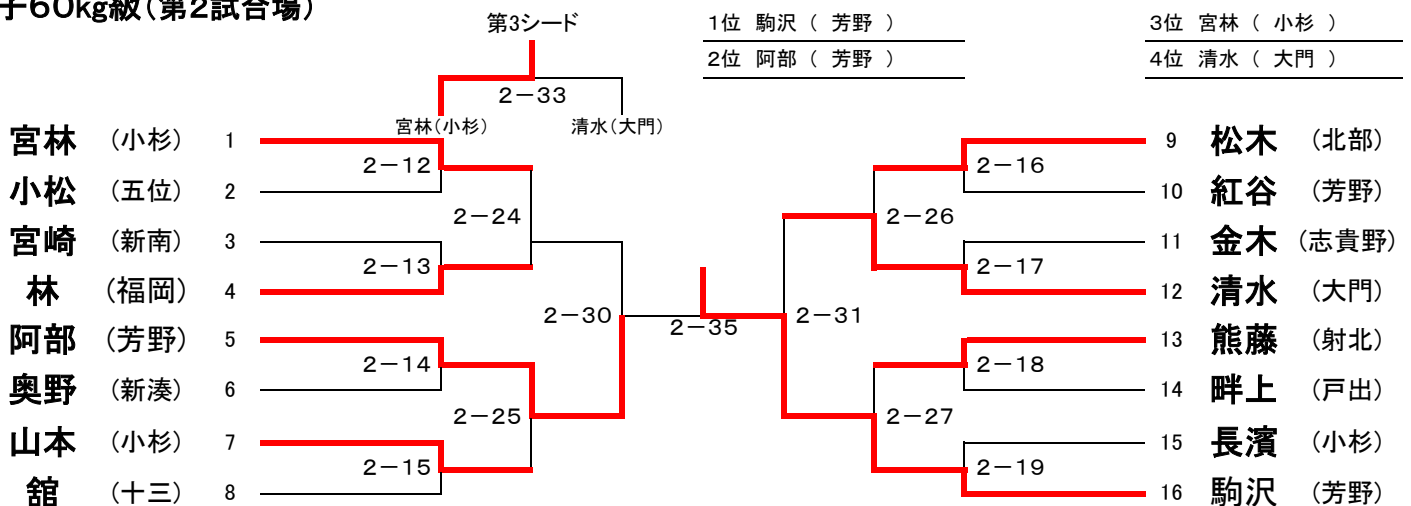 子60kg級(第2試合場)
第3シード
1位 駒沢 ( 芳野 )
3位 宮林 ( 小杉 )
2位 阿部 ( 芳野 )
4位 清水 ( 大門 )
2-33
宮林(小杉) 清水(大門)
宮林 (小杉) 1
2-12
小松 (五位) 2
2-24
宮崎 (新南) 3
2-13
林 (福岡) 4
2-30
阿部 (芳野) 5
2-14
奥野 (新湊) 6
2-25
山本 (小杉) 7
2-15
舘 (十三) 8
2-35
9 松木 (北部)
2-16
10 紅谷 (芳野)
2-26
11 金木 (志貴野)
2-17
12 清水 (大門)
2-31
13 熊藤 (射北)
2-18
14 畔上 (戸出)
2-27
15 長濱 (小杉)
2-19
16 駒沢 (芳野)